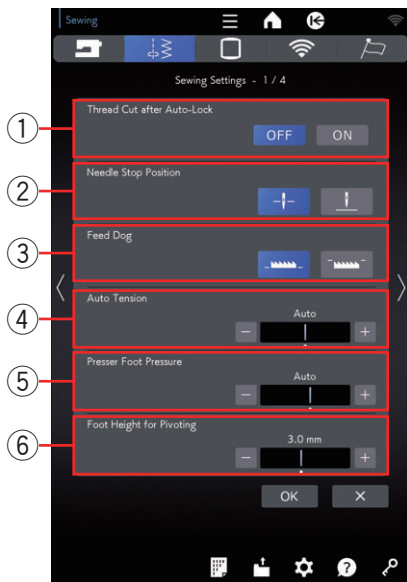 Sewing
Sewing Settings - 1 / 4
① Thread Cut after Auto-Lock
OFF ON
② Needle Stop Position
③ Feed Dog
④ Auto Tension
Auto
− +
⑤ Presser Foot Pressure
Auto
− +
⑥ Foot Height for Pivoting
3.0 mm
− +
OK ×